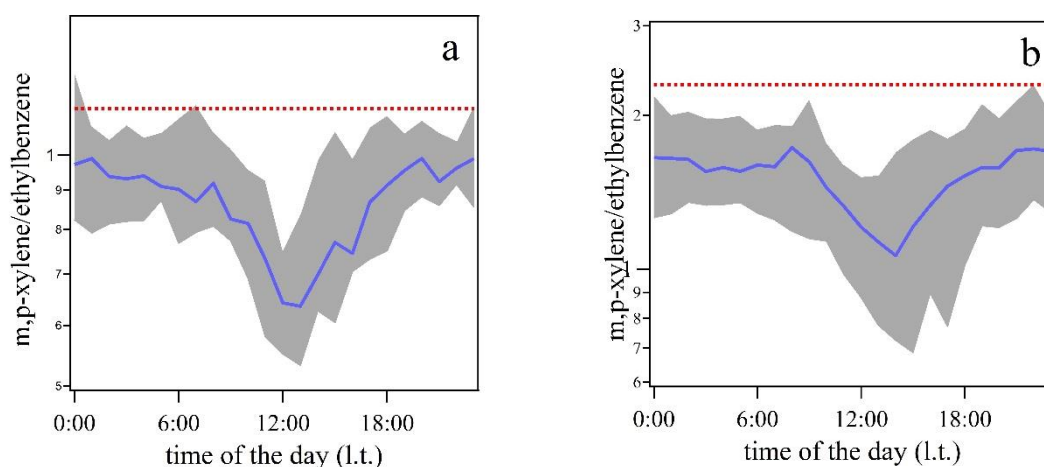 a
m,p-xylene/ethylbenzene
1
9
8
7
6
5
0:00 6:00 12:00 18:00
time of the day (l.t.)
b
m,p-xylene/ethylbenzene
3
2
1
9
8
7
6
0:00 6:00 12:00 18:00
time of the day (l.t.)